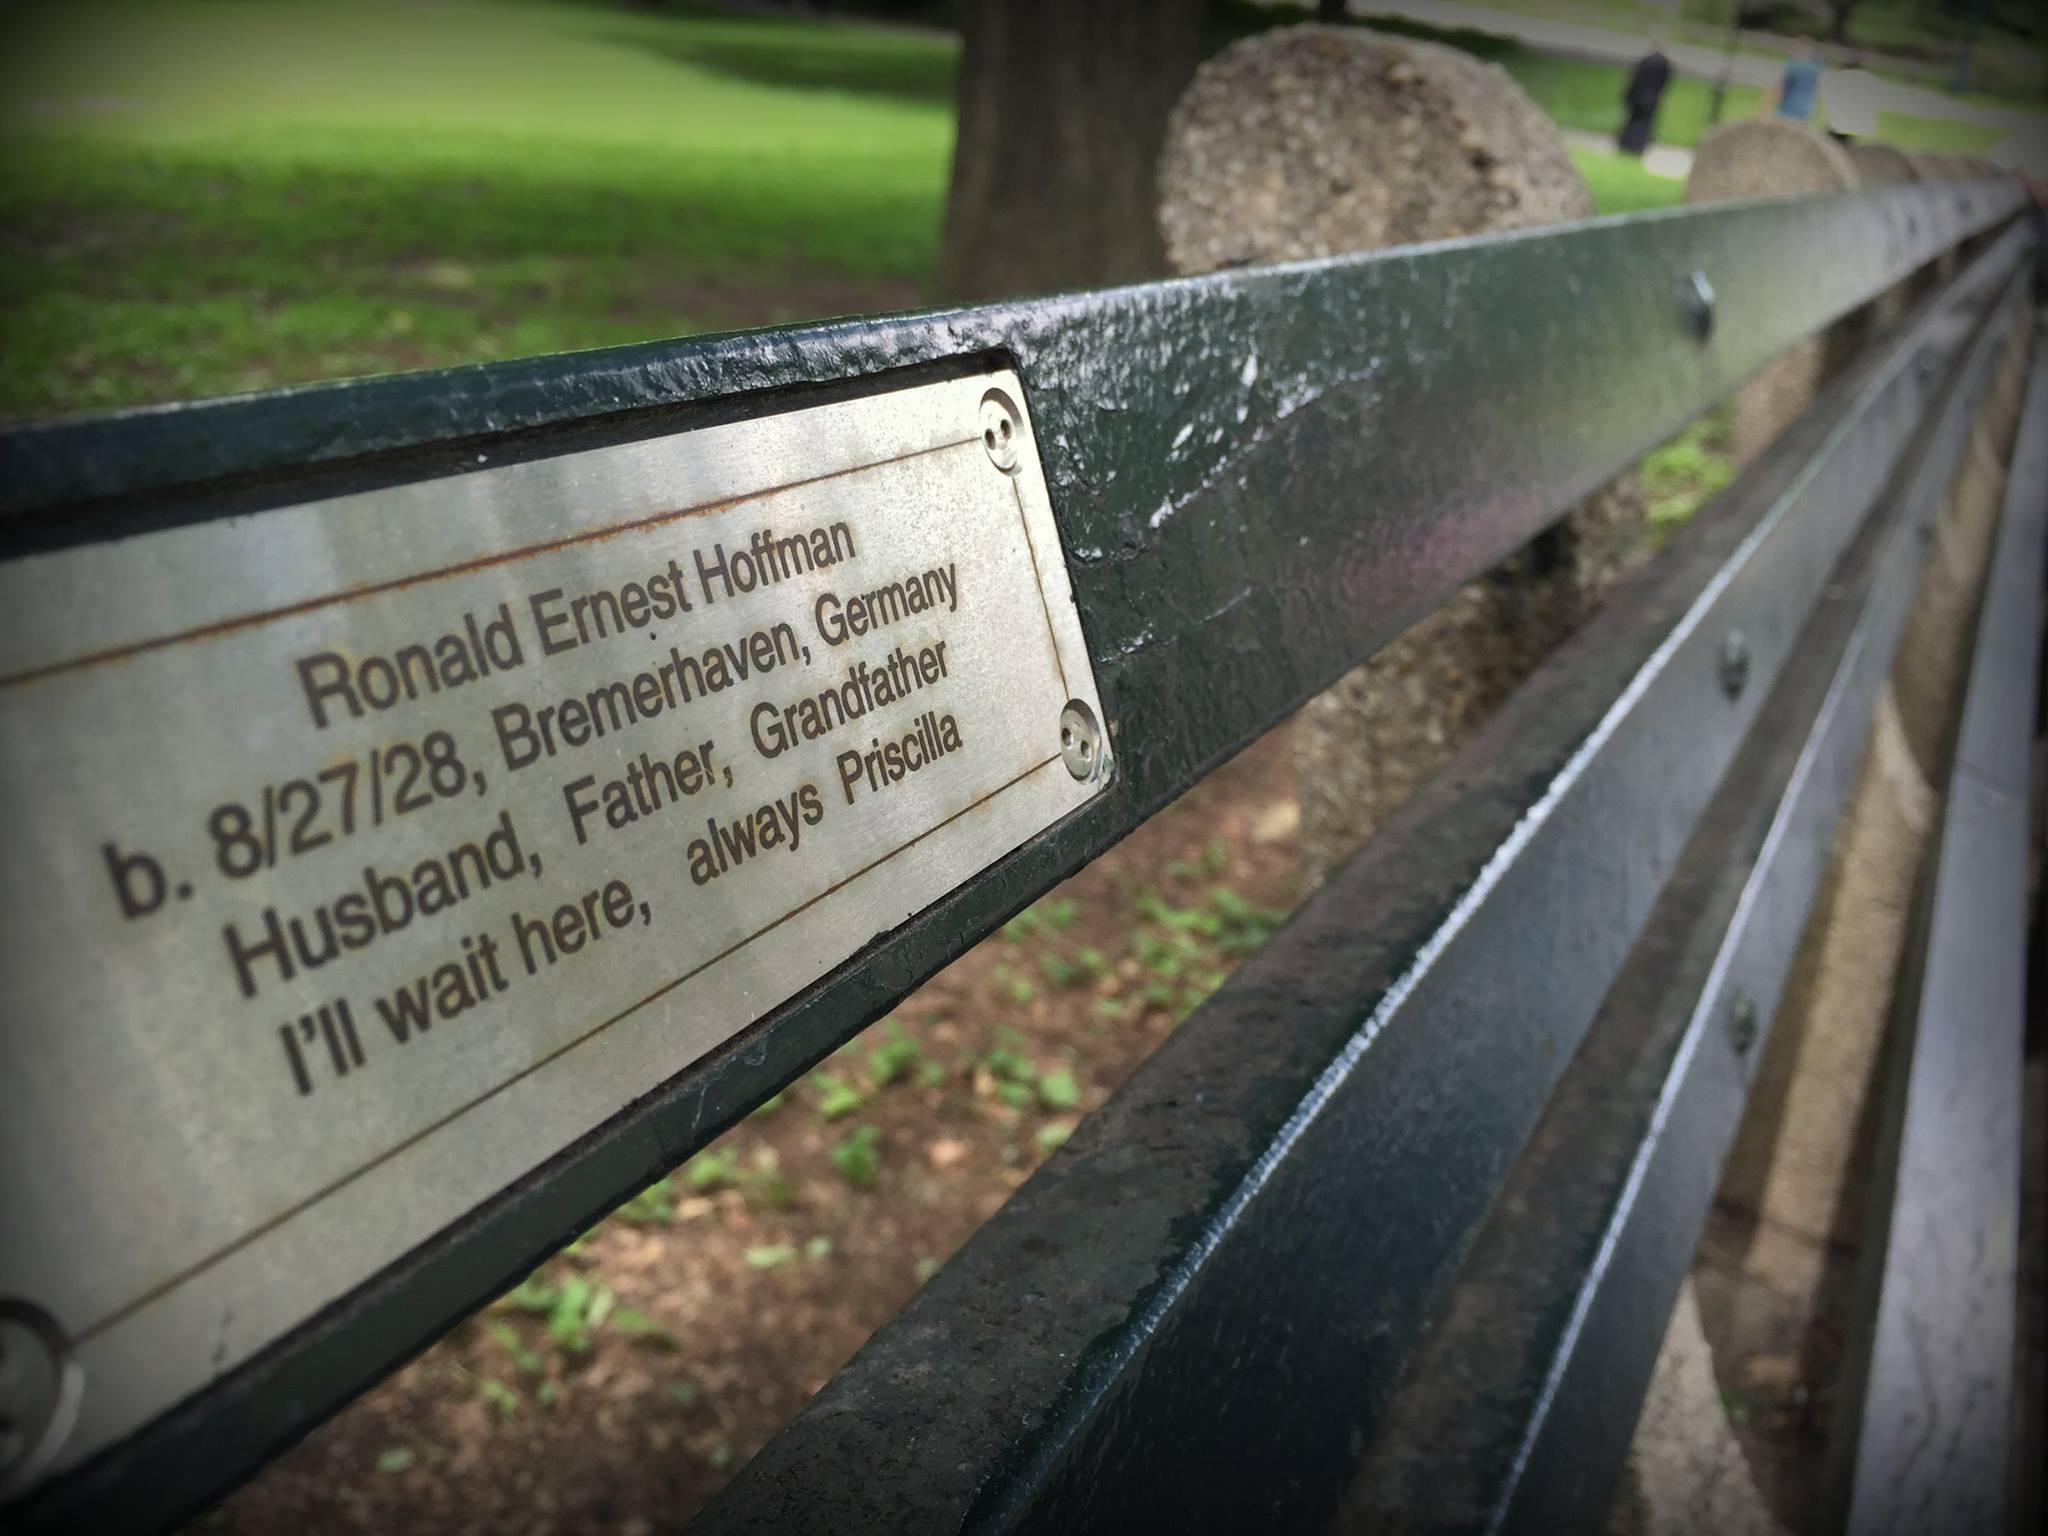 Ronald Ernest Hoffman
b. 8/27/28, Bremerhaven, Germany
Husband, Father, Grandfather
I'll wait here, always Priscilla